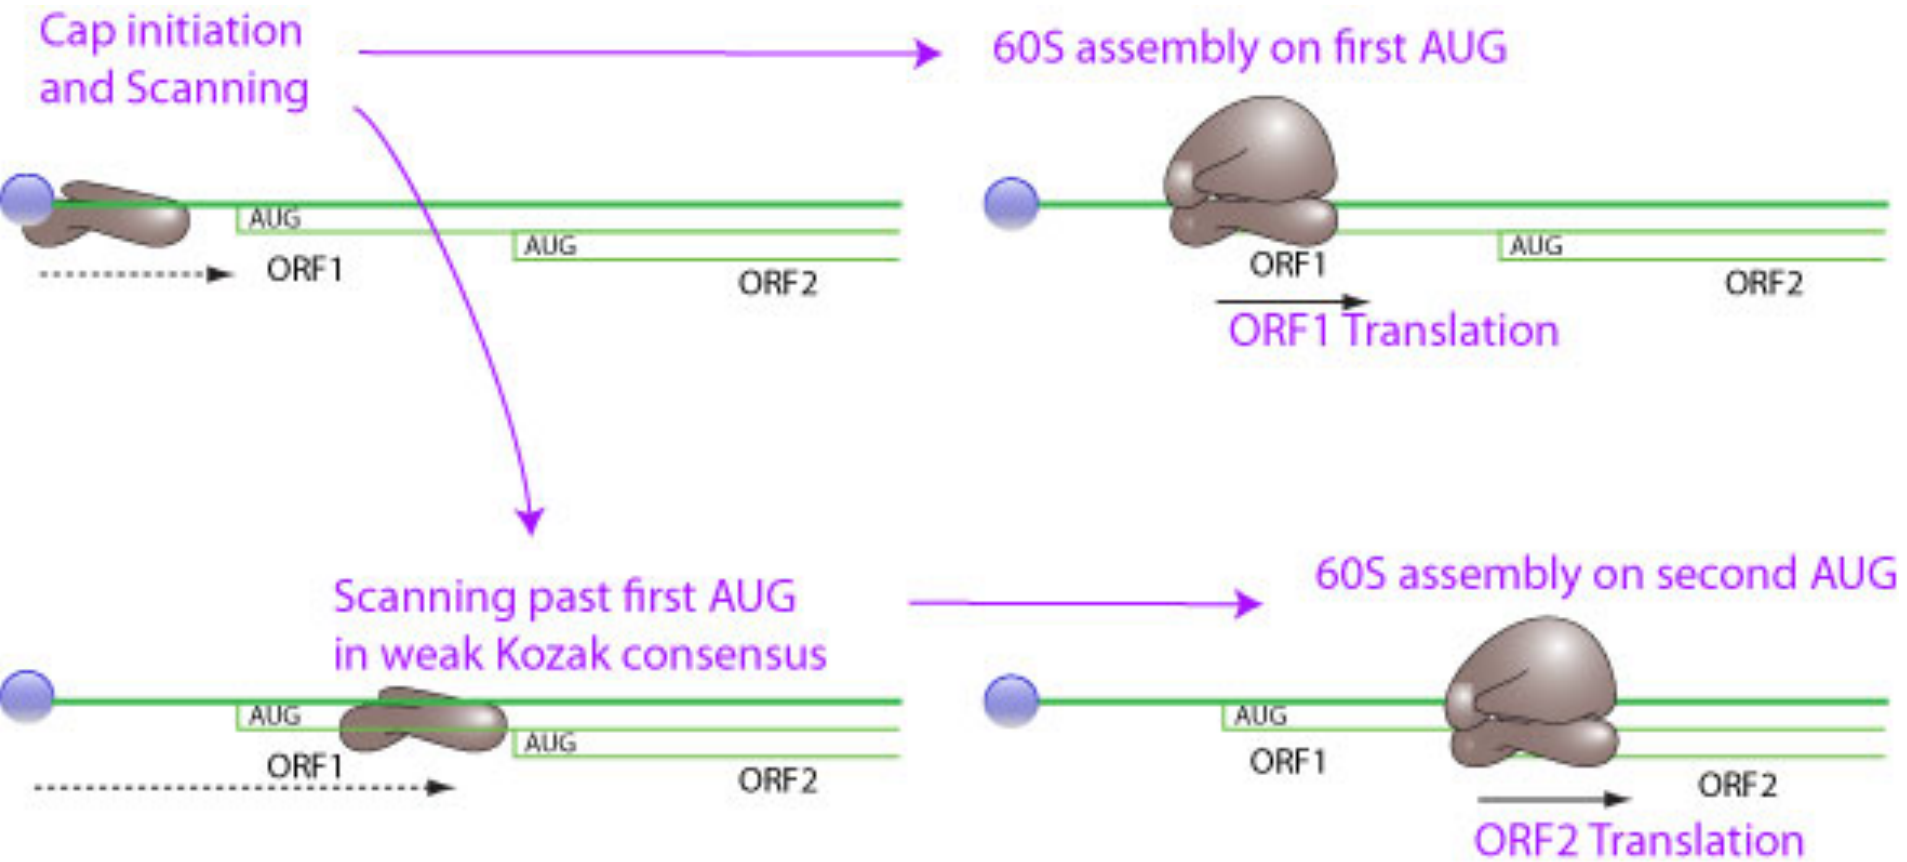 Cap initiation
and Scanning
60S assembly on first AUG
AUG
ORF1
AUG
ORF2
ORF1
AUG
ORF2
ORF1 Translation
Scanning past first AUG
in weak Kozak consensus
60S assembly on second AUG
AUG
ORF1
AUG
ORF2
AUG
ORF1
ORF2
ORF2 Translation